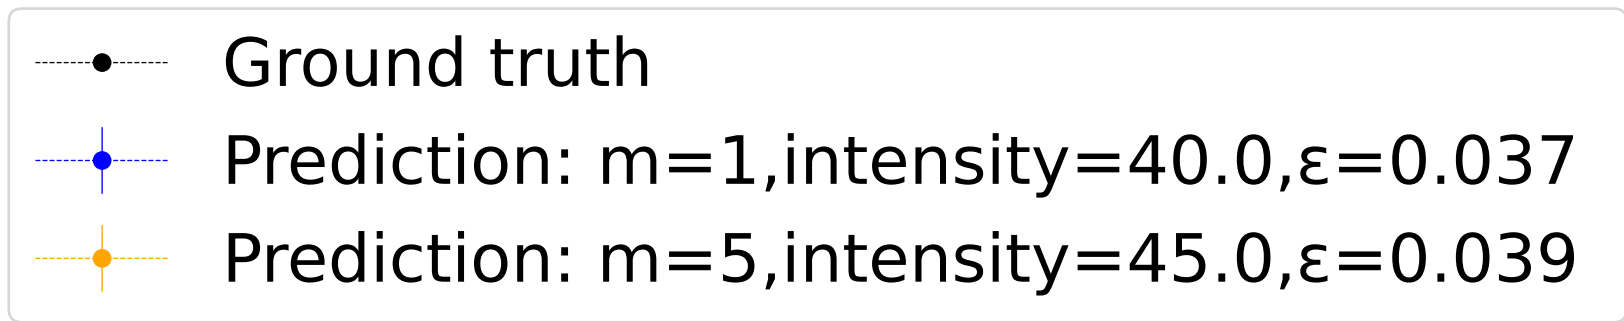 Ground truth
Prediction: m=1,intensity=40.0,ε=0.037
Prediction: m=5,intensity=45.0,ε=0.039